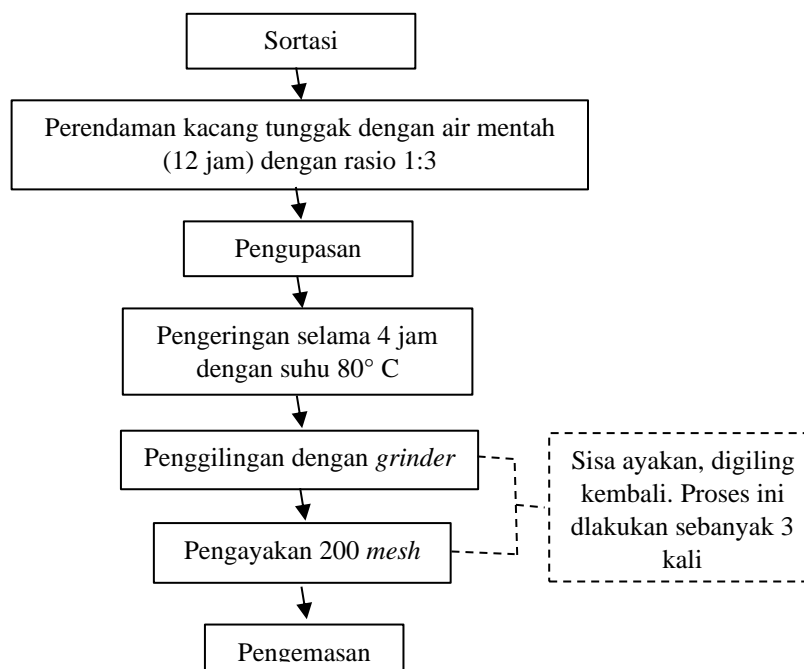 Sortasi
Perendaman kacang tunggak dengan air mentah
(12 jam) dengan rasio 1:3
Pengupasan
Pengeringan selama 4 jam
dengan suhu 80° C
Penggilingan dengan grinder
Sisa ayakan, digiling
kembali. Proses ini
dlakukan sebanyak 3
kali
Pengayakan 200 mesh
Pengemasan